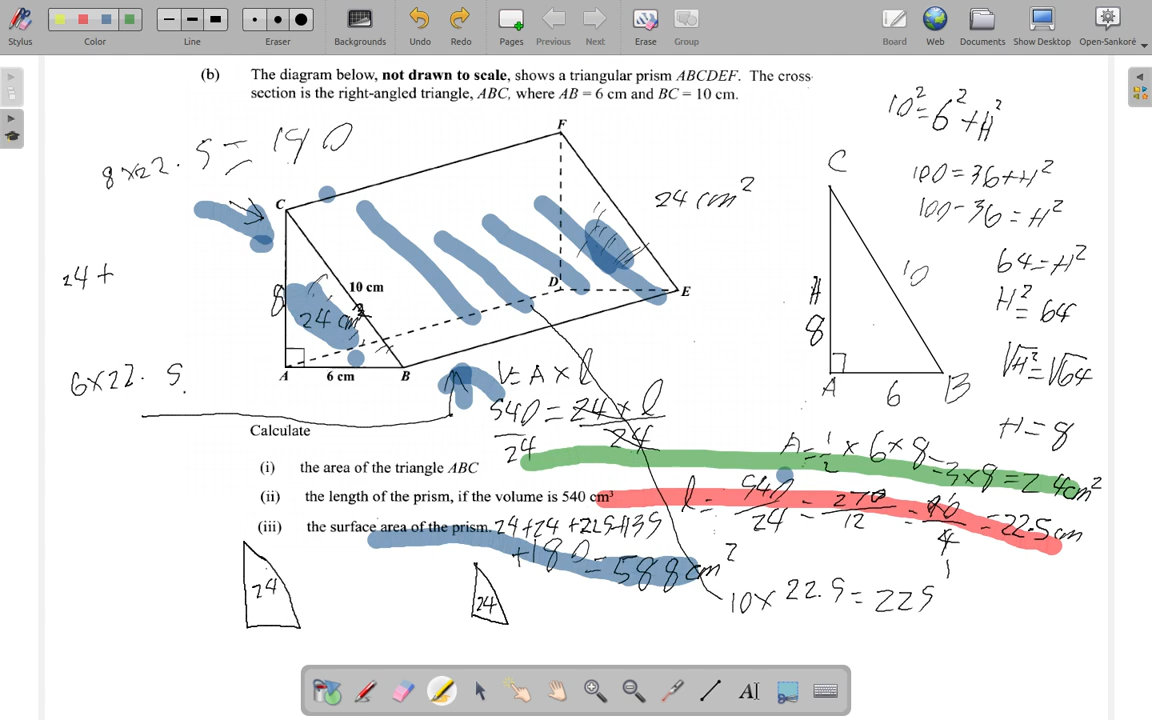 Stylus Color Line Eraser Backgrounds Undo Redo Pages Previous Next Erase Group Board Web Documents Show Desktop Open-Sankoré
(b) The diagram below, not drawn to scale, shows a triangular prism ABCDEF. The cross-
section is the right-angled triangle, ABC, where AB = 6 cm and BC = 10 cm.
10² = 6² + H²
F
8 x 22.5 =
24 cm²
C
100 = 36 + H²
C
100 - 36 = H²
24 +
64 = H²
10
10 cm
D
E
H
8
H² = 64
24 cm²
8
√H² = √64
A
6 cm
B
V = A x l
6 x 22.5
A
6
B
540 = 24 x l
24 24
H = 8
Calculate
A = 1/2 x 6 x 8 = 3 x 8 = 24 cm²
(i) the area of the triangle ABC
(ii) the length of the prism, if the volume is 540 cm³
l = 540/24 = 270/12 = 90/4 = 22.5 cm
(iii) the surface area of the prism.
24 + 24 + 225 + 135
+ 180 = 588 cm²
24
24
10 x 22.5 = 225